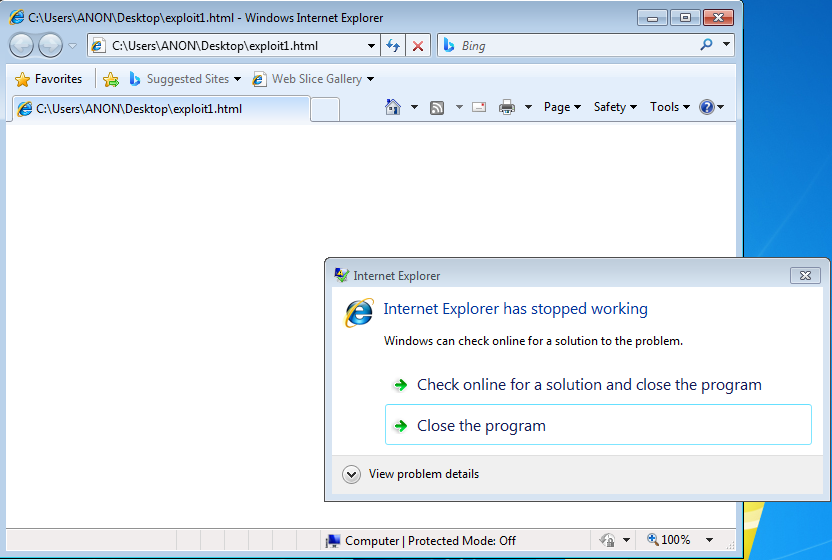 C:\Users\ANON\Desktop\exploit1.html - Windows Internet Explorer
C:\Users\ANON\Desktop\exploit1.html
Bing
Favorites
Suggested Sites
Web Slice Gallery
C:\Users\ANON\Desktop\exploit1.html
Page
Safety
Tools
Internet Explorer
Internet Explorer has stopped working
Windows can check online for a solution to the problem.
Check online for a solution and close the program
Close the program
View problem details
Computer | Protected Mode: Off
100%